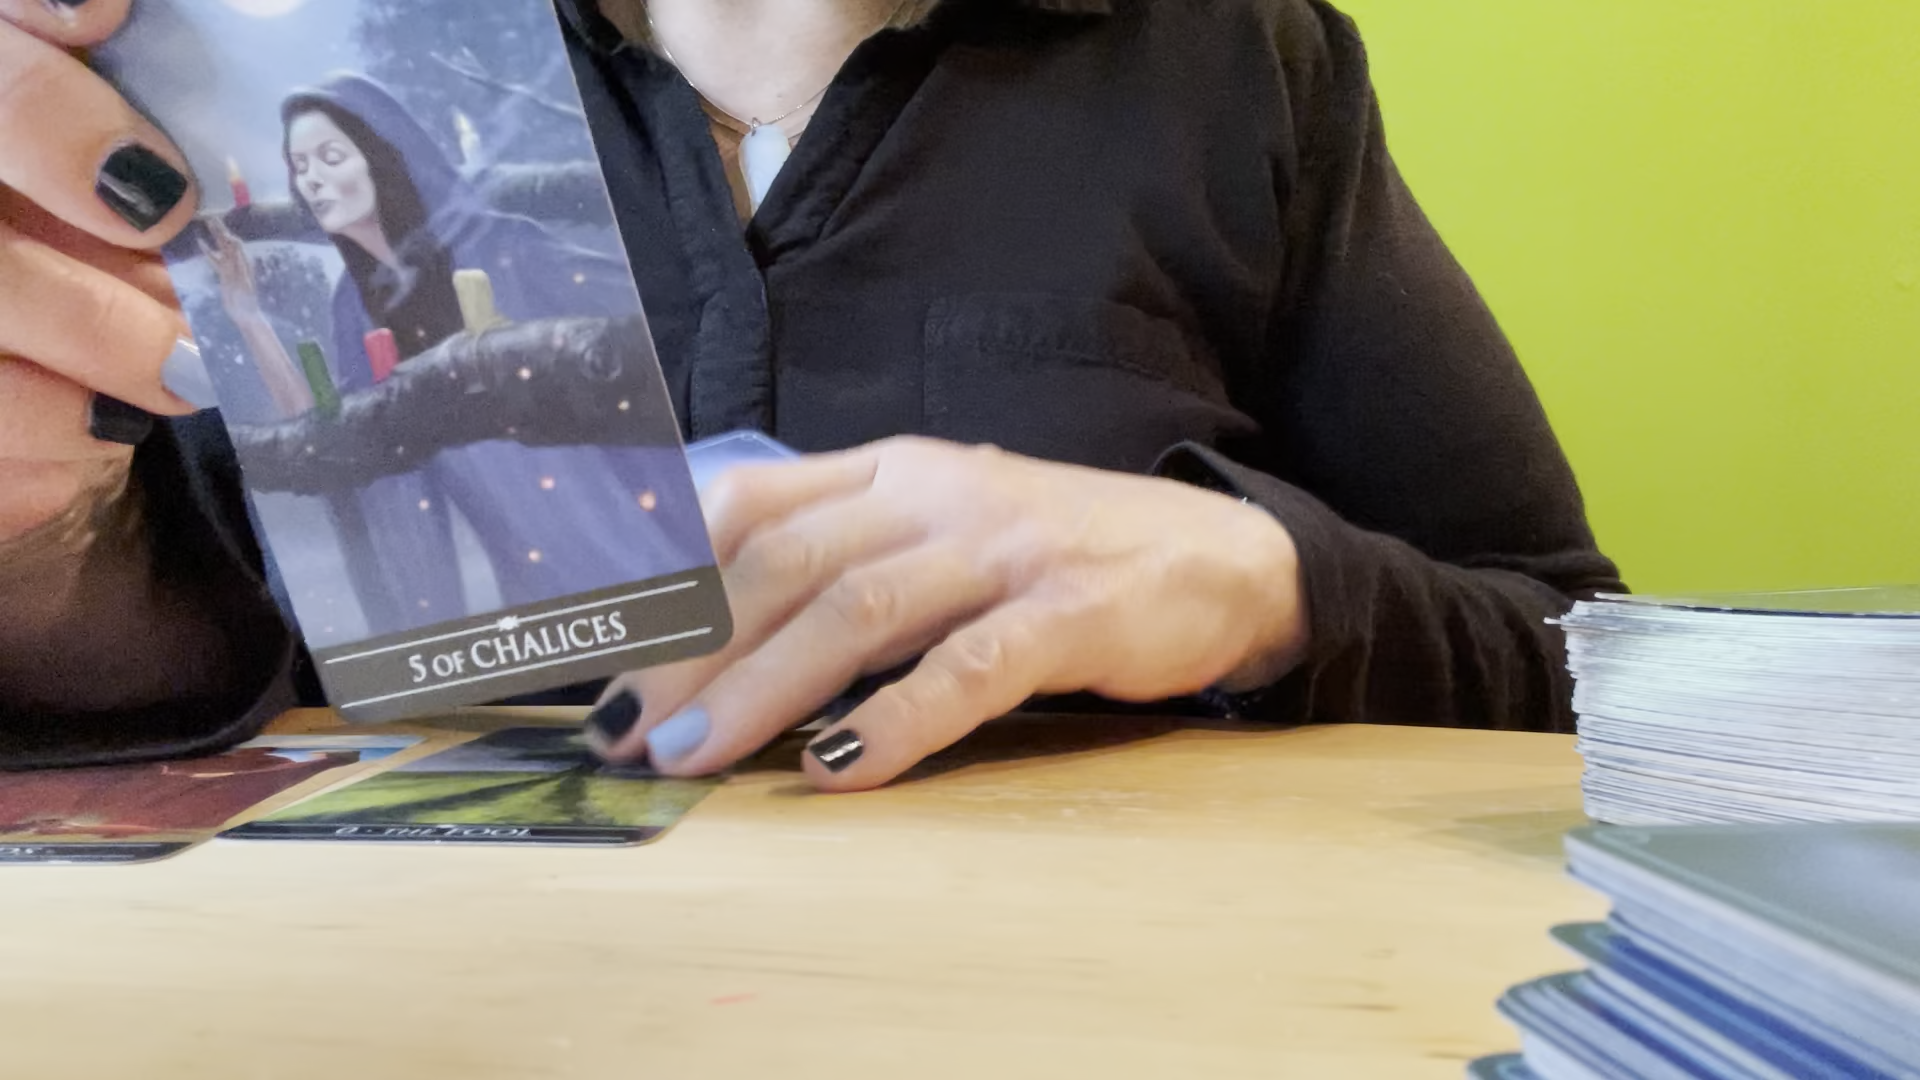 5 OF CHALICES
0 • THE FOOL